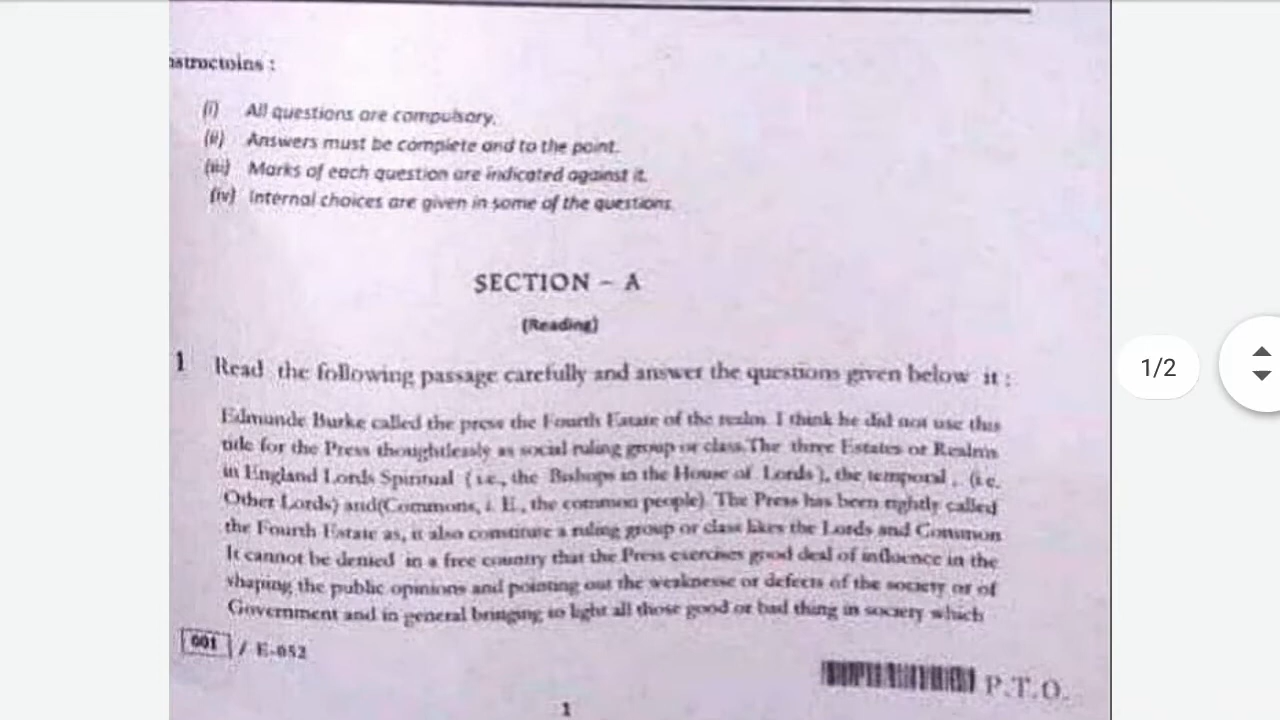 nstructoins :
(i) All questions are compulsory.
(ii) Answers must be complete and to the point.
(iii) Marks of each question are indicated against it.
(iv) Internal choices are given in some of the questions.
SECTION – A
(Reading)
1 Read the following passage carefully and answer the questions given below it :
Edmunde Burke called the press the Fourth Estate of the realm. I think he did not use this
title for the Press thoughtlessly as social ruling group or class.The three Estates or Realms
in England Lords Spiritual (i.e., the Bishops in the House of Lords), the temporal , (i.e.
Other Lords) and(Commons, i. E., the common people). The Press has been rightly called
the Fourth Estate as, it also constitute a ruling group or class likes the Lords and Common
It cannot be denied in a free country that the Press exercises good deal of influence in the
shaping the public opinions and pointing out the weaknesse or defects of the society or of
Government and in general bringing to light all those good or bad thing in society which
001 / E-052
P.T.O.
1
1/2